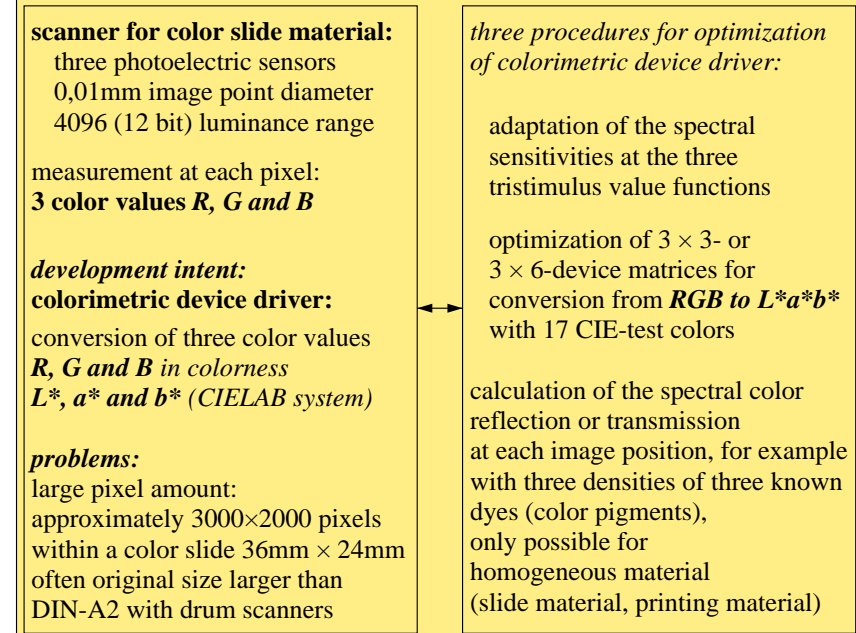 scanner for color slide material:
three photoelectric sensors
0,01mm image point diameter
4096 (12 bit) luminance range
measurement at each pixel:
3 color values R, G and B
development intent:
colorimetric device driver:
conversion of three color values
R, G and B in colorness
L*, a* and b* (CIELAB system)
problems:
large pixel amount:
approximately 3000×2000 pixels
within a color slide 36mm × 24mm
often original size larger than
DIN-A2 with drum scanners
three procedures for optimization
of colorimetric device driver:
adaptation of the spectral
sensitivities at the three
tristimulus value functions
optimization of 3 × 3- or
3 × 6-device matrices for
conversion from RGB to L*a*b*
with 17 CIE-test colors
calculation of the spectral color
reflection or transmission
at each image position, for example
with three densities of three known
dyes (color pigments),
only possible for
homogeneous material
(slide material, printing material)